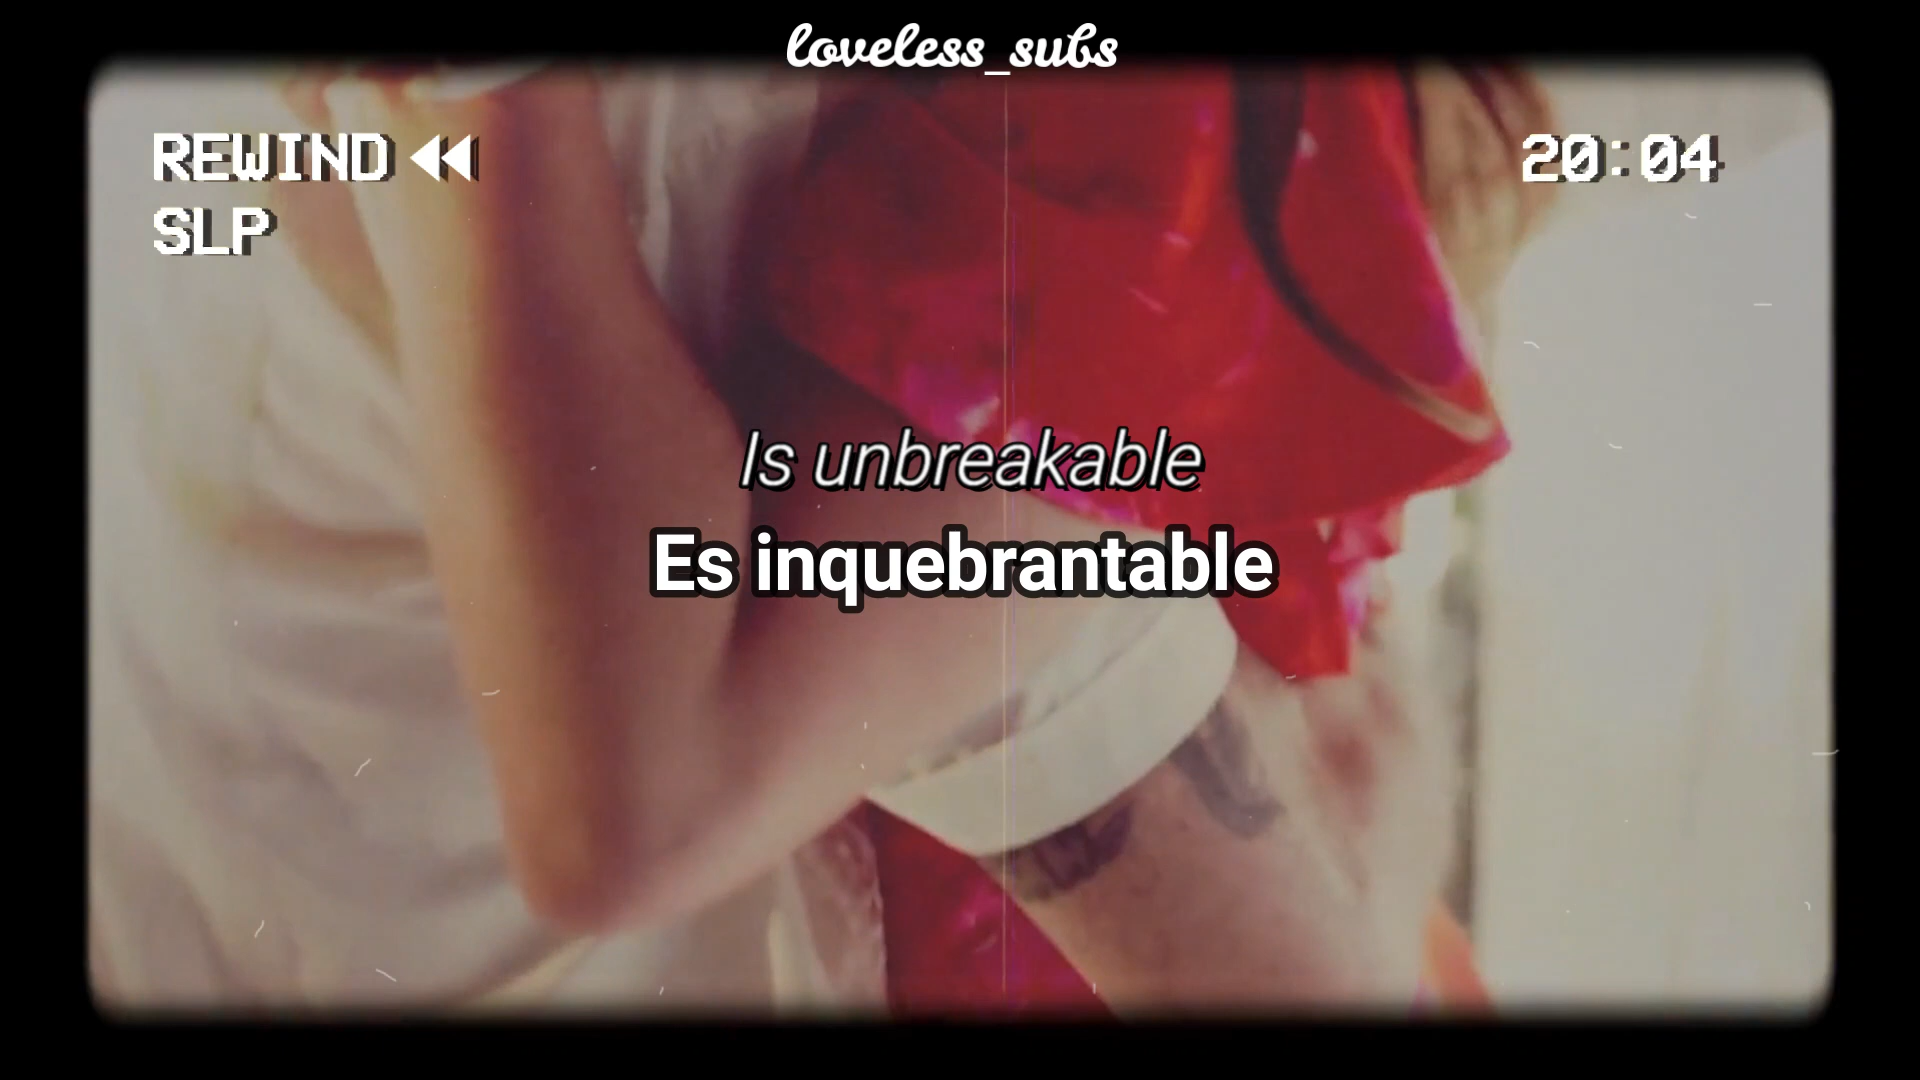 loveless_subs
REWIND
20:04
SLP
Is unbreakable
Es inquebrantable